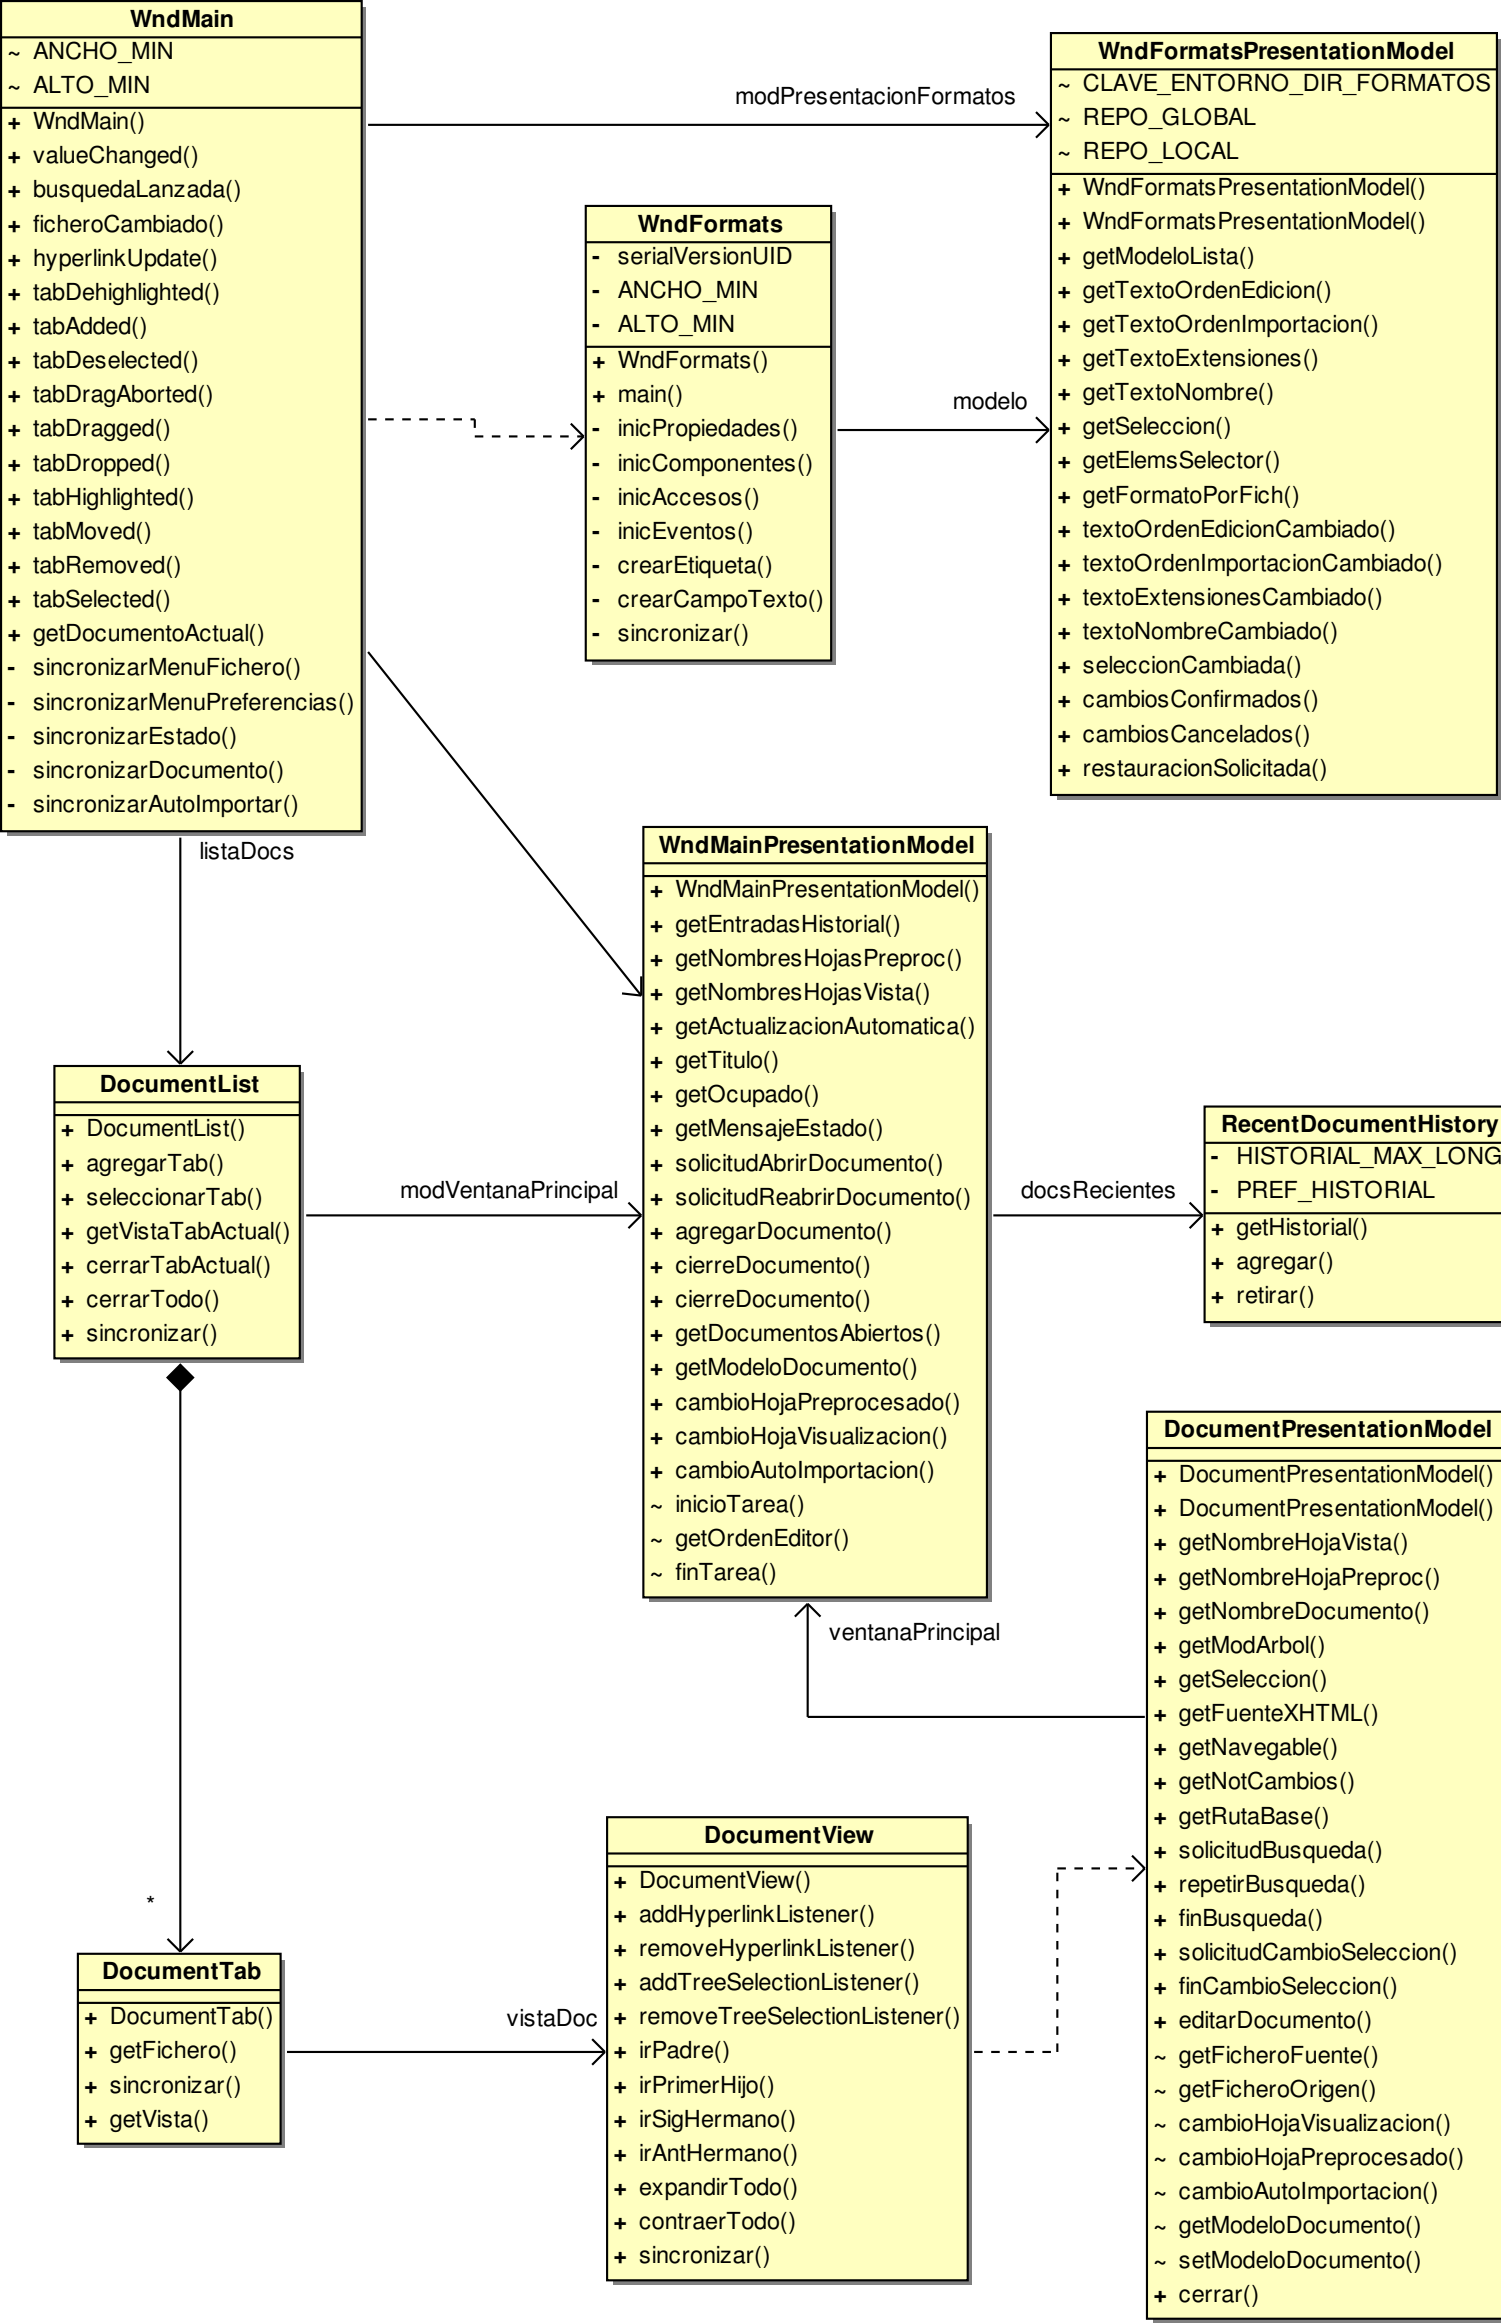 WndMain
~ ANCHO_MIN
~ ALTO_MIN
+ WndMain()
+ valueChanged()
+ busquedaLanzada()
+ ficheroCambiado()
+ hyperlinkUpdate()
+ tabDehighlighted()
+ tabAdded()
+ tabDeselected()
+ tabDragAborted()
+ tabDragged()
+ tabDropped()
+ tabHighlighted()
+ tabMoved()
+ tabRemoved()
+ tabSelected()
+ getDocumentoActual()
- sincronizarMenuFichero()
- sincronizarMenuPreferencias()
- sincronizarEstado()
- sincronizarDocumento()
- sincronizarAutoImportar()
modPresentacionFormatos
WndFormats
- serialVersionUID
- ANCHO_MIN
- ALTO_MIN
+ WndFormats()
+ main()
- inicPropiedades()
- inicComponentes()
- inicAccesos()
- inicEventos()
- crearEtiqueta()
- crearCampoTexto()
- sincronizar()
modelo
WndFormatsPresentationModel
~ CLAVE_ENTORNO_DIR_FORMATOS
~ REPO_GLOBAL
~ REPO_LOCAL
+ WndFormatsPresentationModel()
+ WndFormatsPresentationModel()
+ getModeloLista()
+ getTextoOrdenEdicion()
+ getTextoOrdenImportacion()
+ getTextoExtensiones()
+ getTextoNombre()
+ getSeleccion()
+ getElemsSelector()
+ getFormatoPorFich()
+ textoOrdenEdicionCambiado()
+ textoOrdenImportacionCambiado()
+ textoExtensionesCambiado()
+ textoNombreCambiado()
+ seleccionCambiada()
+ cambiosConfirmados()
+ cambiosCancelados()
+ restauracionSolicitada()
listaDocs
DocumentList
+ DocumentList()
+ agregarTab()
+ seleccionarTab()
+ getVistaTabActual()
+ cerrarTabActual()
+ cerrarTodo()
+ sincronizar()
modVentanaPrincipal
WndMainPresentationModel
+ WndMainPresentationModel()
+ getEntradasHistorial()
+ getNombresHojasPreproc()
+ getNombresHojasVista()
+ getActualizacionAutomatica()
+ getTitulo()
+ getOcupado()
+ getMensajeEstado()
+ solicitudAbrirDocumento()
+ solicitudReabrirDocumento()
+ agregarDocumento()
+ cierreDocumento()
+ cierreDocumento()
+ getDocumentosAbiertos()
+ getModeloDocumento()
+ cambioHojaPreprocesado()
+ cambioHojaVisualizacion()
+ cambioAutoImportacion()
~ inicioTarea()
~ getOrdenEditor()
~ finTarea()
docsRecientes
RecentDocumentHistory
- HISTORIAL_MAX_LONG
- PREF_HISTORIAL
+ getHistorial()
+ agregar()
+ retirar()
ventanaPrincipal
DocumentPresentationModel
+ DocumentPresentationModel()
+ DocumentPresentationModel()
+ getNombreHojaVista()
+ getNombreHojaPreproc()
+ getNombreDocumento()
+ getModArbol()
+ getSeleccion()
+ getFuenteXHTML()
+ getNavegable()
+ getNotCambios()
+ getRutaBase()
+ solicitudBusqueda()
+ repetirBusqueda()
+ finBusqueda()
+ solicitudCambioSeleccion()
+ finCambioSeleccion()
+ editarDocumento()
~ getFicheroFuente()
~ getFicheroOrigen()
~ cambioHojaVisualizacion()
~ cambioHojaPreprocesado()
~ cambioAutoImportacion()
~ getModeloDocumento()
~ setModeloDocumento()
+ cerrar()
*
DocumentTab
+ DocumentTab()
+ getFichero()
+ sincronizar()
+ getVista()
vistaDoc
DocumentView
+ DocumentView()
+ addHyperlinkListener()
+ removeHyperlinkListener()
+ addTreeSelectionListener()
+ removeTreeSelectionListener()
+ irPadre()
+ irPrimerHijo()
+ irSigHermano()
+ irAntHermano()
+ expandirTodo()
+ contraerTodo()
+ sincronizar()